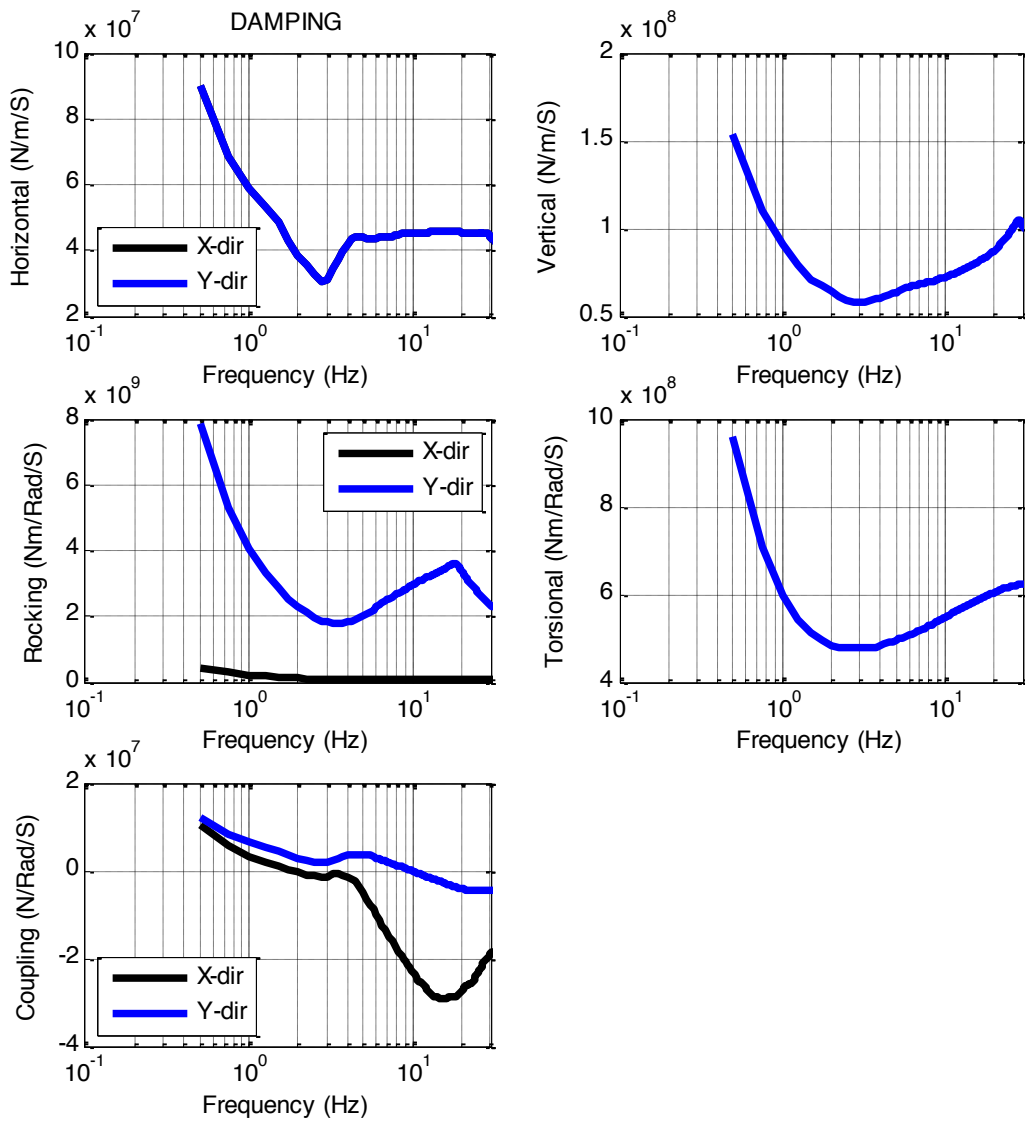 DAMPING
x 10^7
10
8
6
4
2
Horizontal (N/m/S)
X-dir
Y-dir
10^-1 10^0 10^1
Frequency (Hz)
x 10^8
2
1.5
1
0.5
Vertical (N/m/S)
10^-1 10^0 10^1
Frequency (Hz)
x 10^9
8
6
4
2
0
Rocking (Nm/Rad/S)
X-dir
Y-dir
10^-1 10^0 10^1
Frequency (Hz)
x 10^8
10
8
6
4
Torsional (Nm/Rad/S)
10^-1 10^0 10^1
Frequency (Hz)
x 10^7
2
0
-2
-4
Coupling (N/Rad/S)
X-dir
Y-dir
10^-1 10^0 10^1
Frequency (Hz)